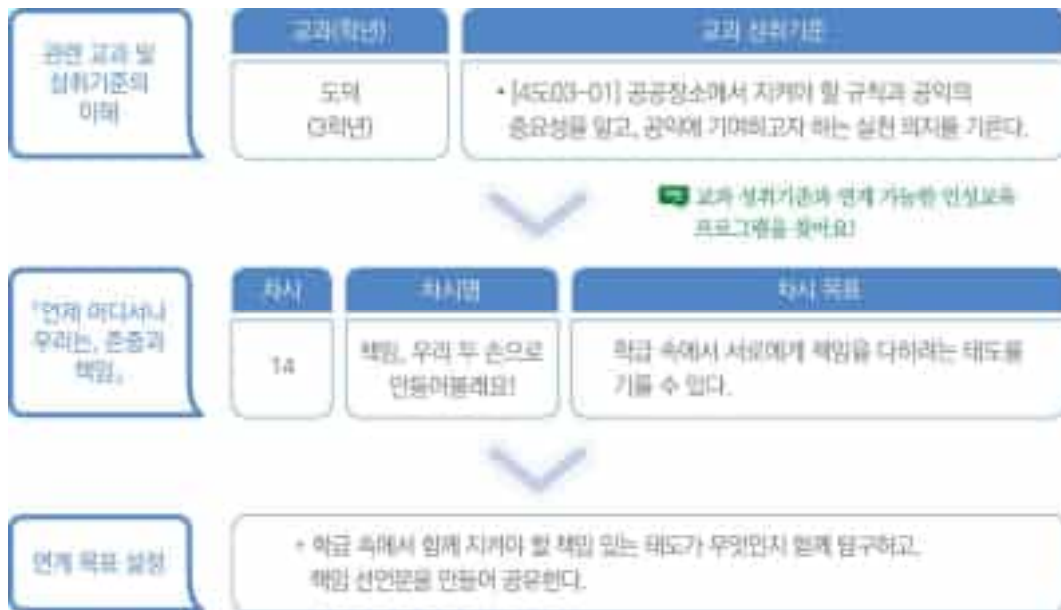 관련 교과 및
성취기준의
이해
교과(학년)
교과 성취기준
도덕
(3학년)
• [4도03-01] 공공장소에서 지켜야 할 규칙과 공익의
중요성을 알고, 공익에 기여하고자 하는 실천 의지를 기른다.
교과 성취기준과 연계 가능한 인성교육
프로그램을 찾아요!
『언제 어디서나
우리는, 존중과
책임』
차시
차시명
차시 목표
14
책임, 우리 두 손으로
만들어볼래요!
학급 속에서 서로에게 책임을 다하려는 태도를
기를 수 있다.
연계 목표 설정
• 학급 속에서 함께 지켜야 할 책임 있는 태도가 무엇인지 함께 탐구하고,
책임 선언문을 만들어 공유한다.